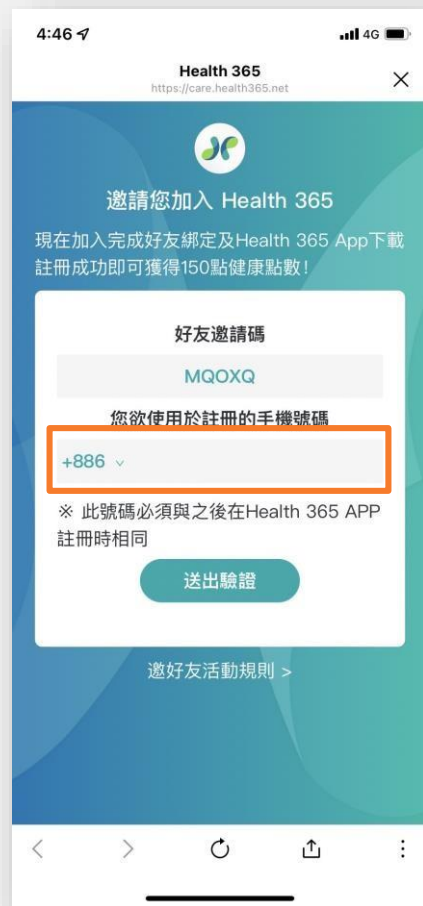 4:46
4G
Health 365
https://care.health365.net
邀請您加入 Health 365
現在加入完成好友綁定及Health 365 App下載
註冊成功即可獲得150點健康點數!
好友邀請碼
MQOXQ
您欲使用於註冊的手機號碼
+886
※ 此號碼必須與之後在Health 365 APP
註冊時相同
送出驗證
邀好友活動規則 >